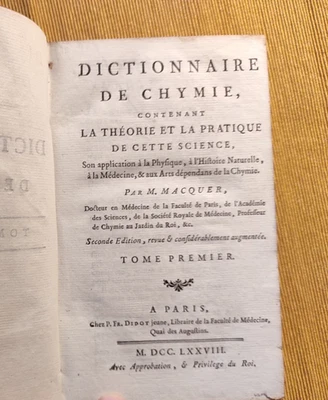 DICTIONNAIRE
DE CHYMIE,
CONTENANT
LA THÉORIE ET LA PRATIQUE
DE CETTE SCIENCE,
Son application à la Physique, à l'Histoire Naturelle,
à la Médecine, & aux Arts dépendans de la Chymie.
PAR M. MACQUER,
Docteur en Médecine de la Faculté de Paris, de l'Académie
des Sciences, de la Société Royale de Médecine, Professeur
de Chymie au Jardin du Roi, &c.
Seconde Edition, revue & considérablement augmentée.
TOME PREMIER.
A PARIS,
Chez P. FR. DIDOT jeune, Libraire de la Faculté de Médecine,
Quai des Augustins.
M. DCC. LXXVIII.
Avec Approbation, & Privilege du Roi.